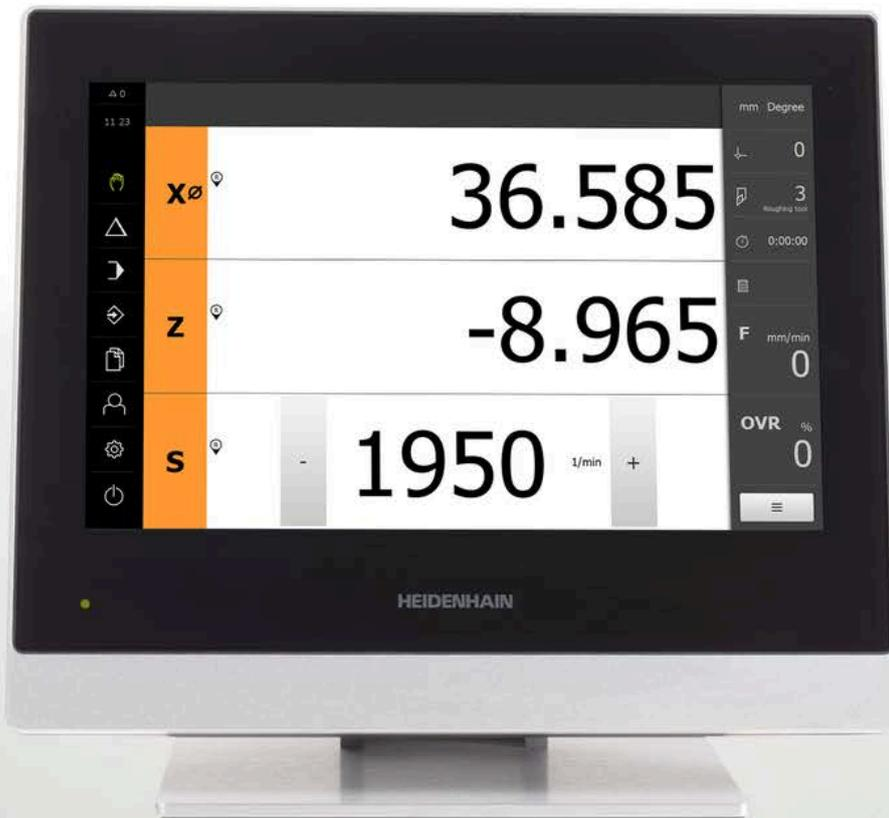 0
11 23
mm Degree
0
3
Roughing tool
0:00:00
X⌀ R 36.585
Z R -8.965
F mm/min
0
S R - 1950 1/min +
OVR %
0
HEIDENHAIN